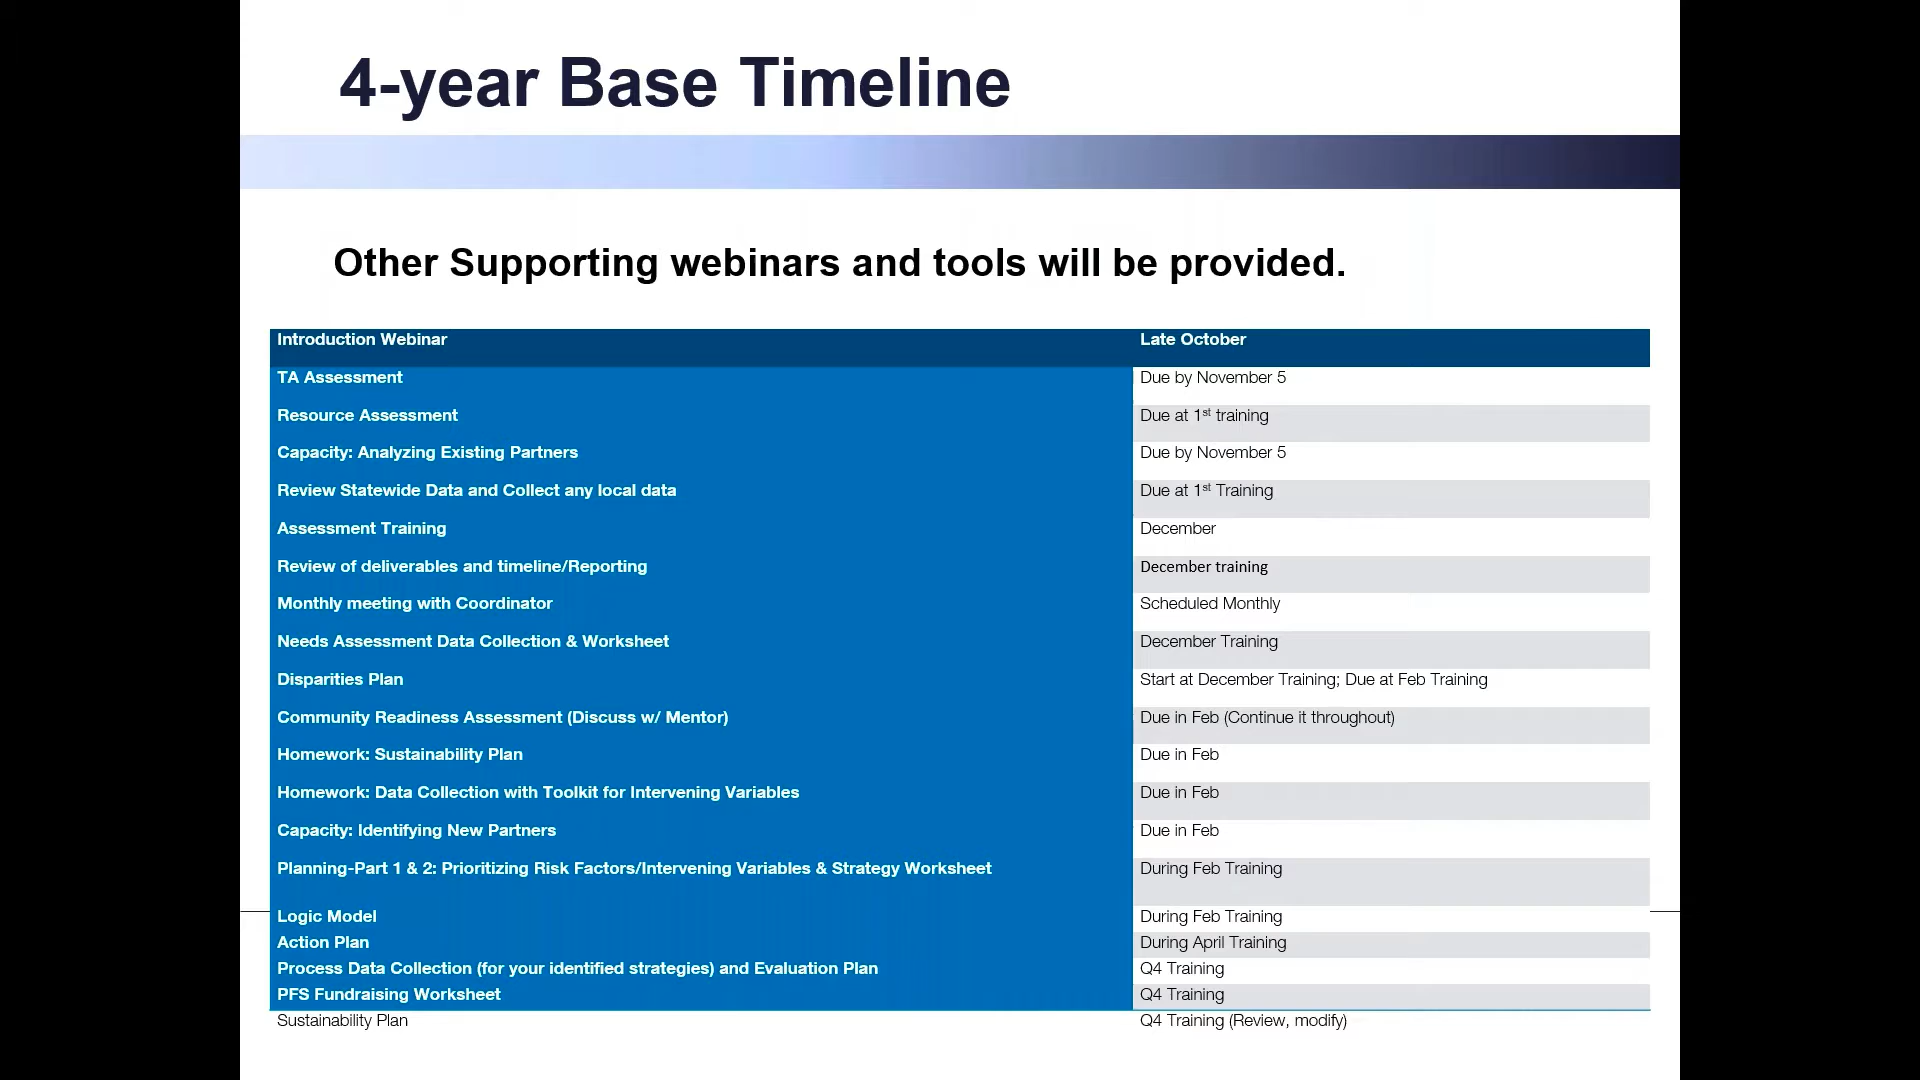 4-year Base Timeline
Other Supporting webinars and tools will be provided.
Introduction Webinar Late October
TA Assessment Due by November 5
Resource Assessment Due at 1st training
Capacity: Analyzing Existing Partners Due by November 5
Review Statewide Data and Collect any local data Due at 1st Training
Assessment Training December
Review of deliverables and timeline/Reporting December training
Monthly meeting with Coordinator Scheduled Monthly
Needs Assessment Data Collection & Worksheet December Training
Disparities Plan Start at December Training; Due at Feb Training
Community Readiness Assessment (Discuss w/ Mentor) Due in Feb (Continue it throughout)
Homework: Sustainability Plan Due in Feb
Homework: Data Collection with Toolkit for Intervening Variables Due in Feb
Capacity: Identifying New Partners Due in Feb
Planning-Part 1 & 2: Prioritizing Risk Factors/Intervening Variables & Strategy Worksheet During Feb Training
Logic Model During Feb Training
Action Plan During April Training
Process Data Collection (for your identified strategies) and Evaluation Plan Q4 Training
PFS Fundraising Worksheet Q4 Training
Sustainability Plan Q4 Training (Review, modify)